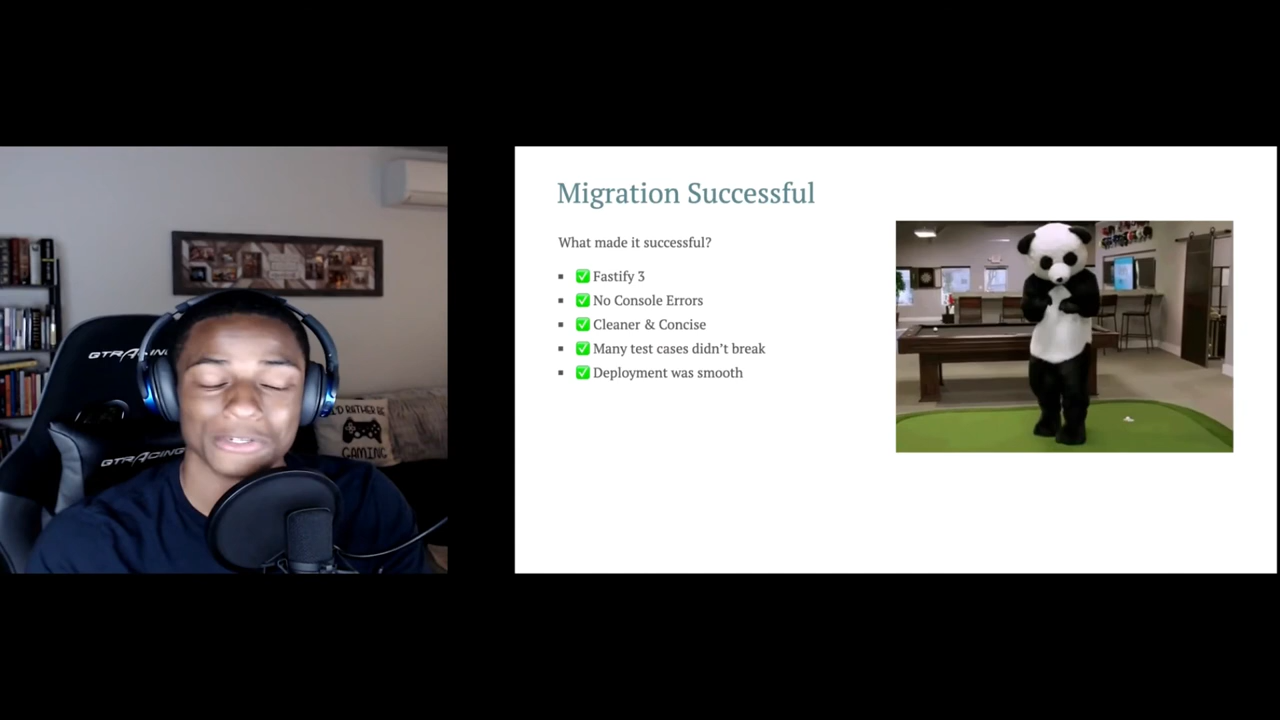 GTRACING
GTRACING
I'D RATHER BE
GAMING
Migration Successful
What made it successful?
▪ ✅ Fastify 3
▪ ✅ No Console Errors
▪ ✅ Cleaner & Concise
▪ ✅ Many test cases didn't break
▪ ✅ Deployment was smooth